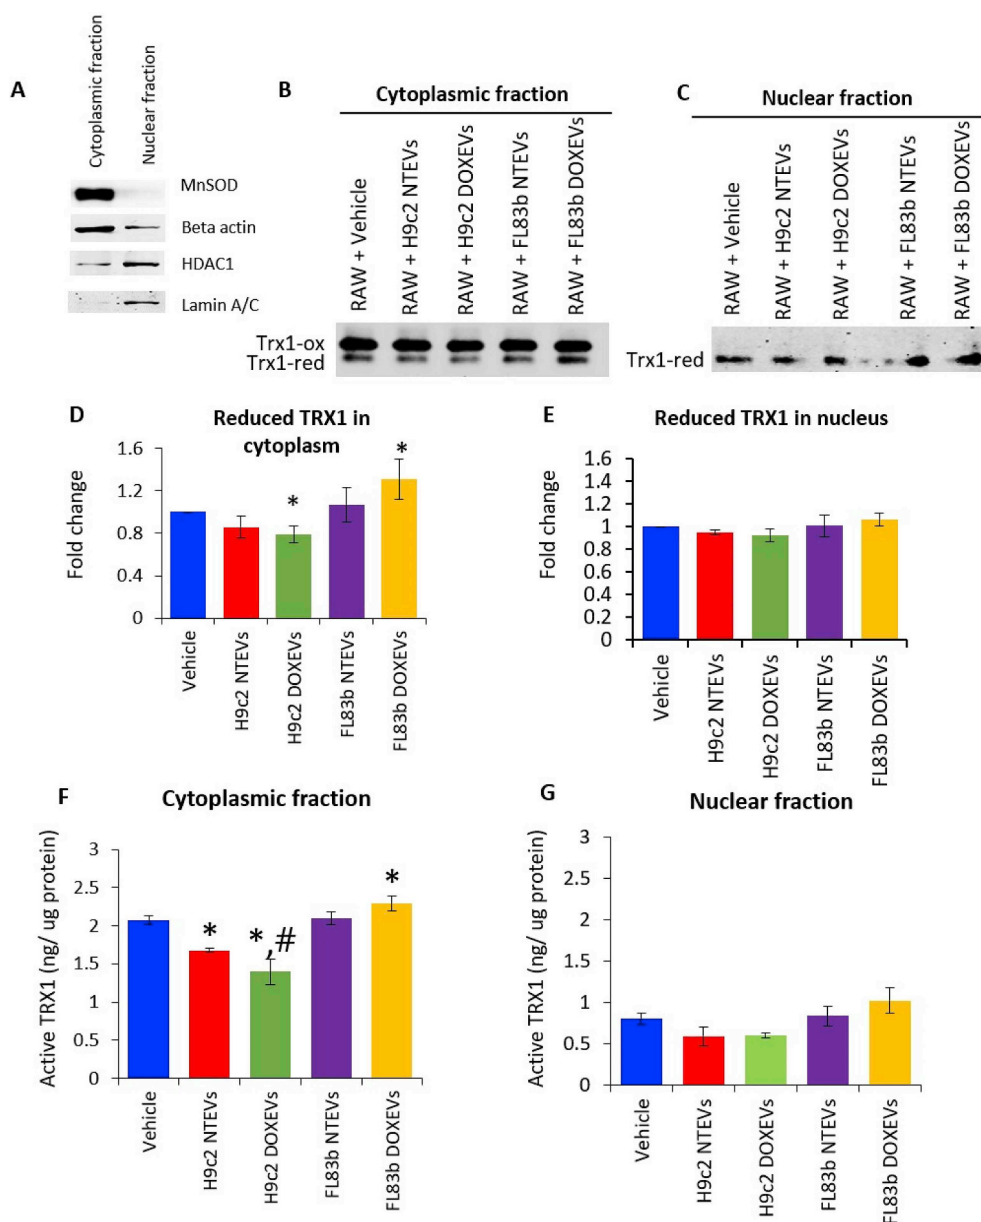 A
Cytoplasmic fraction
Nuclear fraction
MnSOD
Beta actin
HDAC1
Lamin A/C
B
Cytoplasmic fraction
RAW + Vehicle
RAW + H9c2 NTEVs
RAW + H9c2 DOXEVs
RAW + FL83b NTEVs
RAW + FL83b DOXEVs
Trx1-ox
Trx1-red
C
Nuclear fraction
RAW + Vehicle
RAW + H9c2 NTEVs
RAW + H9c2 DOXEVs
RAW + FL83b NTEVs
RAW + FL83b DOXEVs
Trx1-red
D
Reduced TRX1 in
cytoplasm
Fold change
1.6
1.2
0.8
0.4
0
*
*
Vehicle
H9c2 NTEVs
H9c2 DOXEVs
FL83b NTEVs
FL83b DOXEVs
E
Reduced TRX1 in nucleus
Fold change
1.6
1.4
1.2
1
0.8
0.6
0.4
0.2
0
Vehicle
H9c2 NTEVs
H9c2 DOXEVs
FL83b NTEVs
FL83b DOXEVs
F
Cytoplasmic fraction
Active TRX1 (ng/ ug protein)
3
2.5
2
1.5
1
0.5
0
*
*,#
*
Vehicle
H9c2 NTEVs
H9c2 DOXEVs
FL83b NTEVs
FL83b DOXEVs
G
Nuclear fraction
Active TRX1 (ng/ ug protein)
3
2.5
2
1.5
1
0.5
0
Vehicle
H9c2 NTEVs
H9c2 DOXEVs
FL83b NTEVs
FL83b DOXEVs